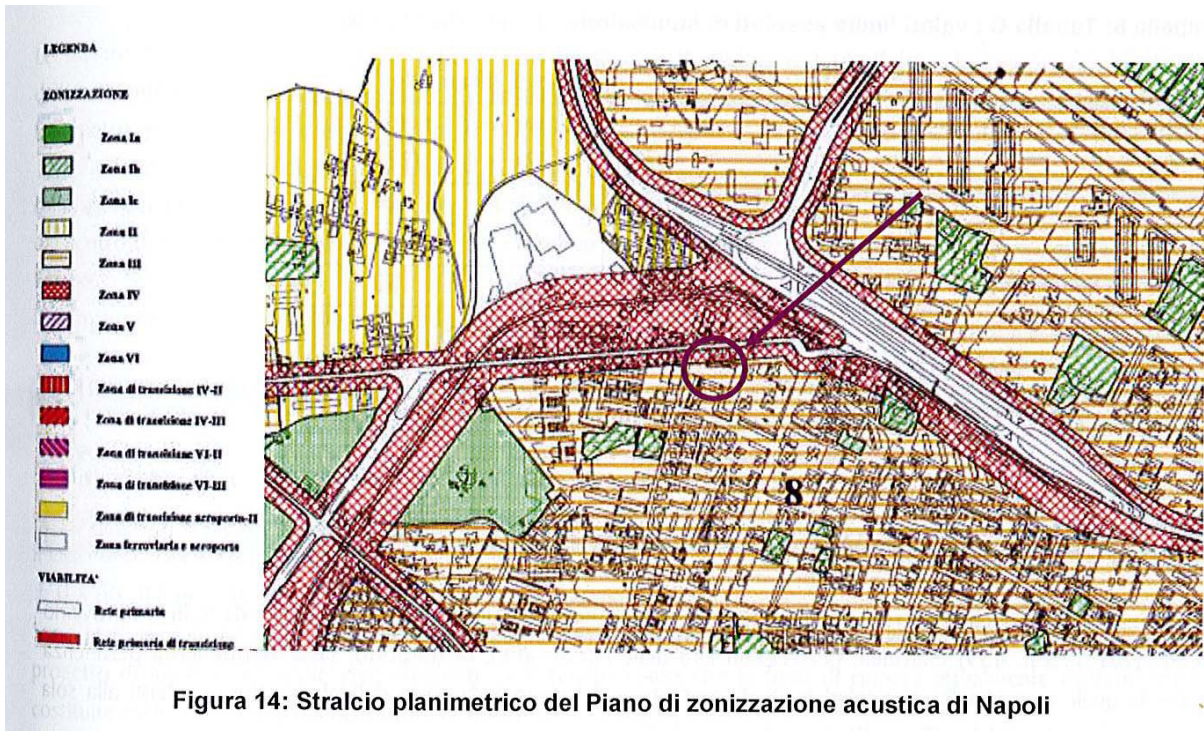 LEGENDA
ZONIZZAZIONE
Zona Ia
Zona Ib
Zona Ic
Zona II
Zona III
Zona IV
Zona V
Zona VI
Zona di transizione IV-II
Zona di transizione IV-III
Zona di transizione VI-II
Zona di transizione VI-III
Zona di transizione aeroporto-II
Zona ferroviaria e aeroporto
VIABILITA'
Rete primaria
Rete primaria di transizione
8
Figura 14: Stralcio planimetrico del Piano di zonizzazione acustica di Napoli